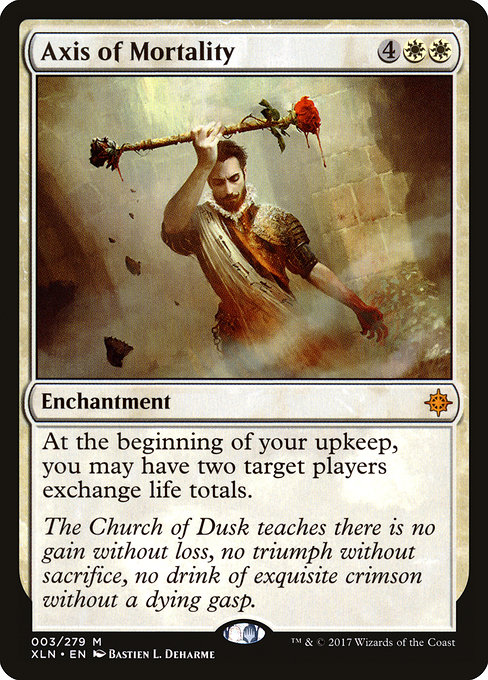 Axis of Mortality 4
Enchantment
At the beginning of your upkeep,
you may have two target players
exchange life totals.
The Church of Dusk teaches there is no
gain without loss, no triumph without
sacrifice, no drink of exquisite crimson
without a dying gasp.
003/279 M
XLN • EN Bastien L. Deharme
™ & © 2017 Wizards of the Coast